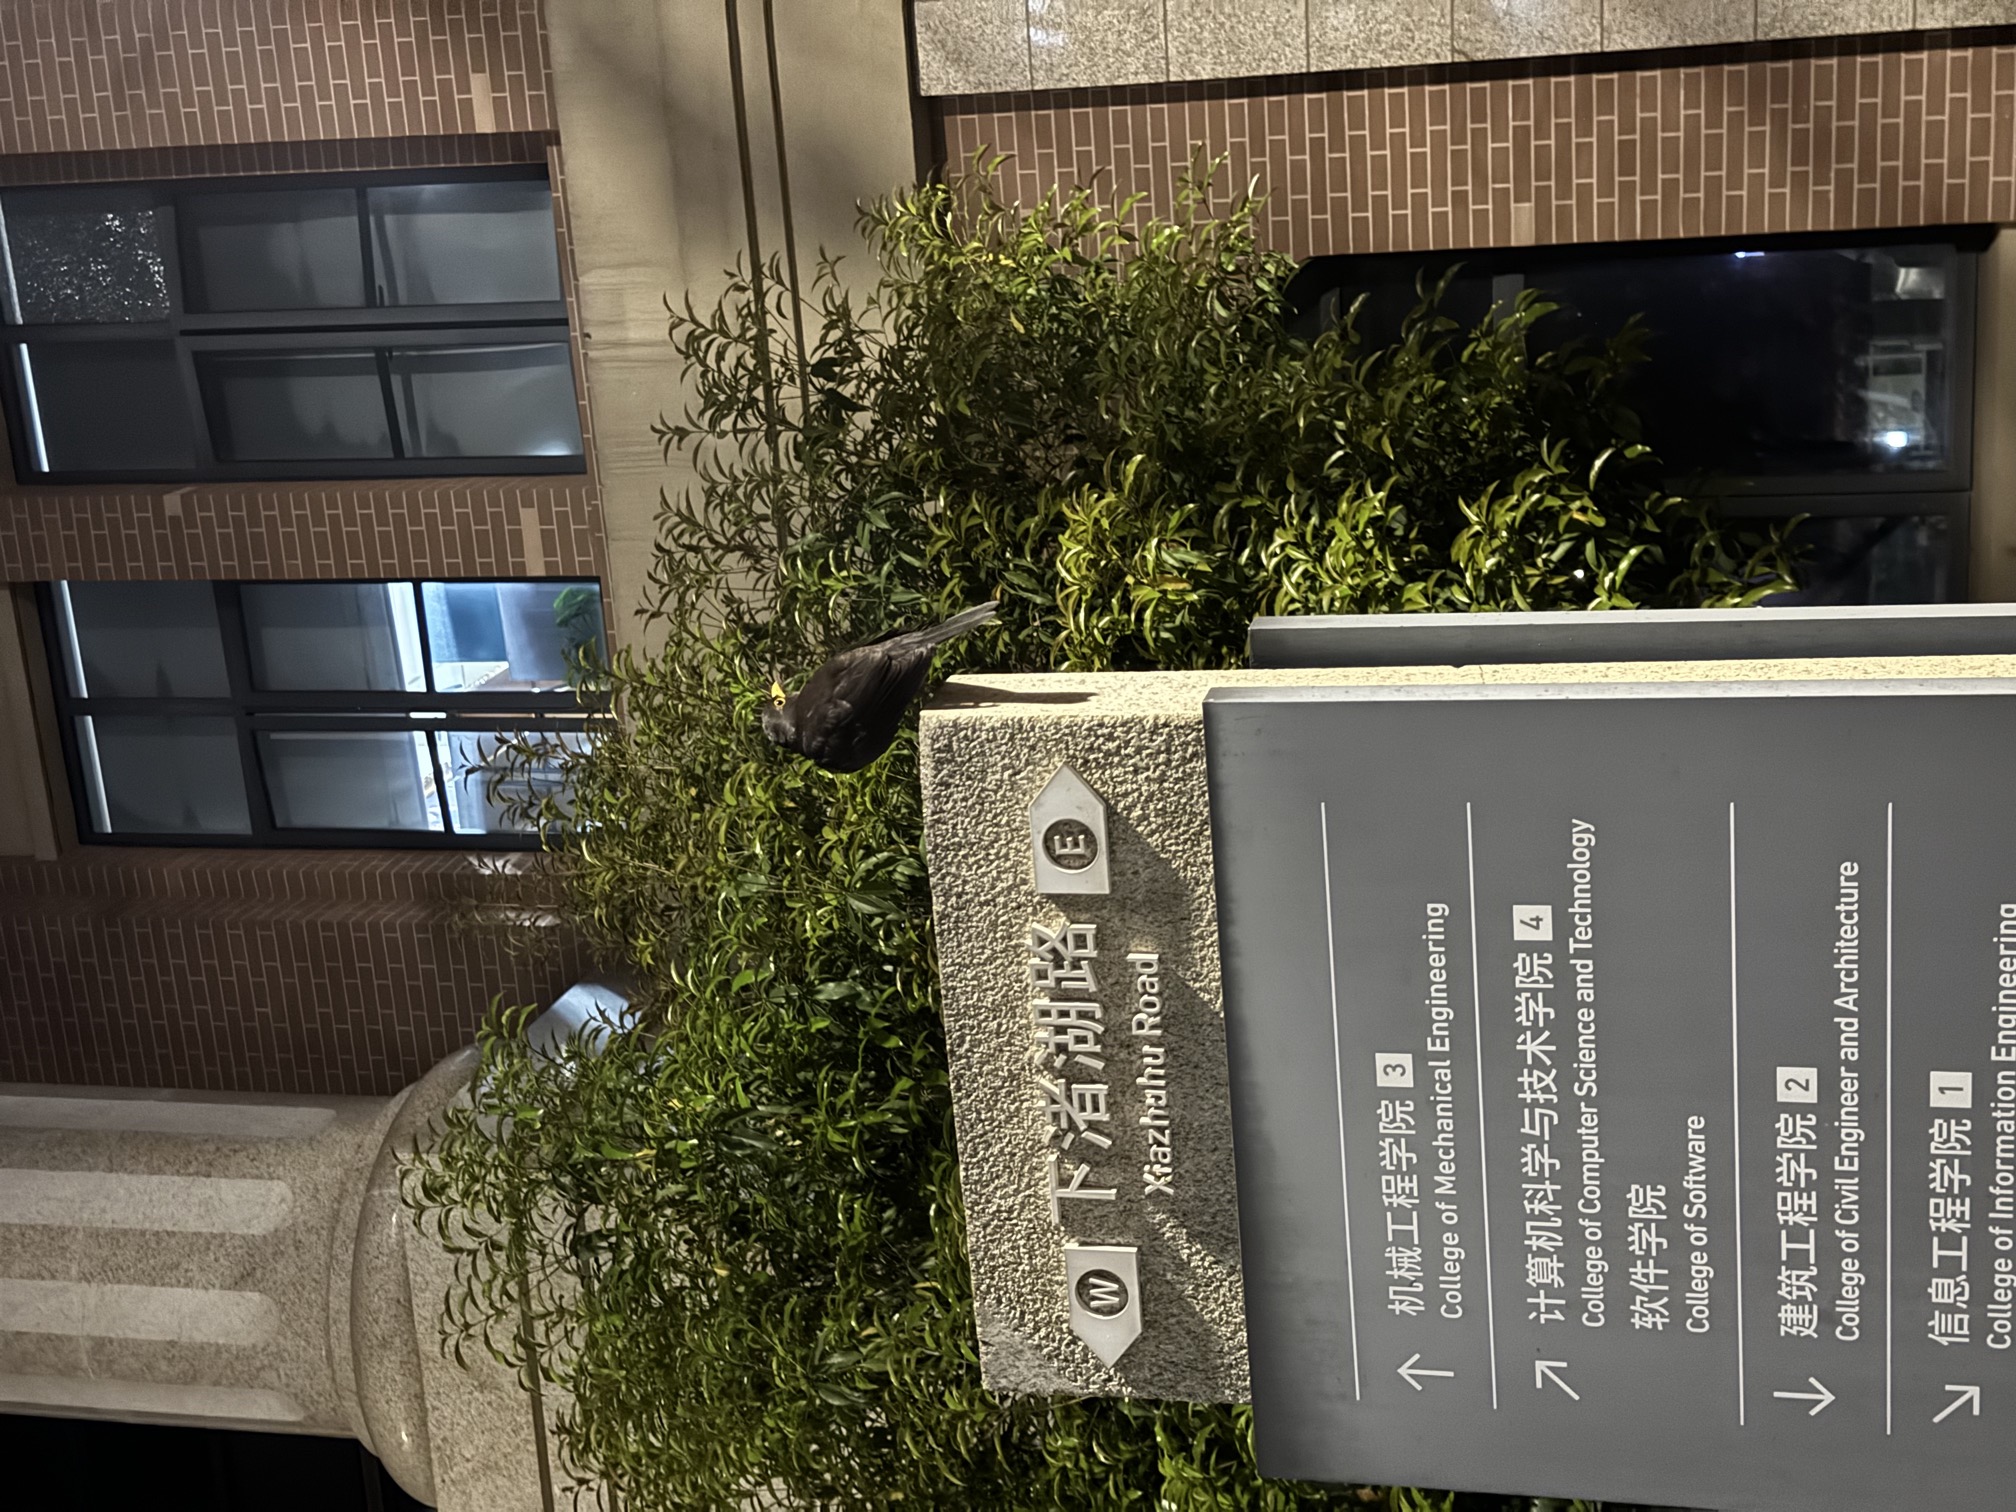 W 下渚湖路 E
Xiazhuhu Road
机械工程学院 3
College of Mechanical Engineering
计算机科学与技术学院 4
College of Computer Science and Technology
软件学院
College of Software
建筑工程学院 2
College of Civil Engineer and Architecture
信息工程学院 1
College of Information Engineering